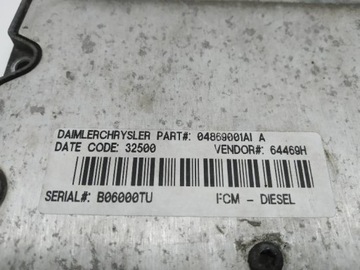 DAIMLERCHRYSLER PART#: 04869001AI A
DATE CODE: 32500 VENDOR#: 64469H
SERIAL#: B06000TU FCM - DIESEL